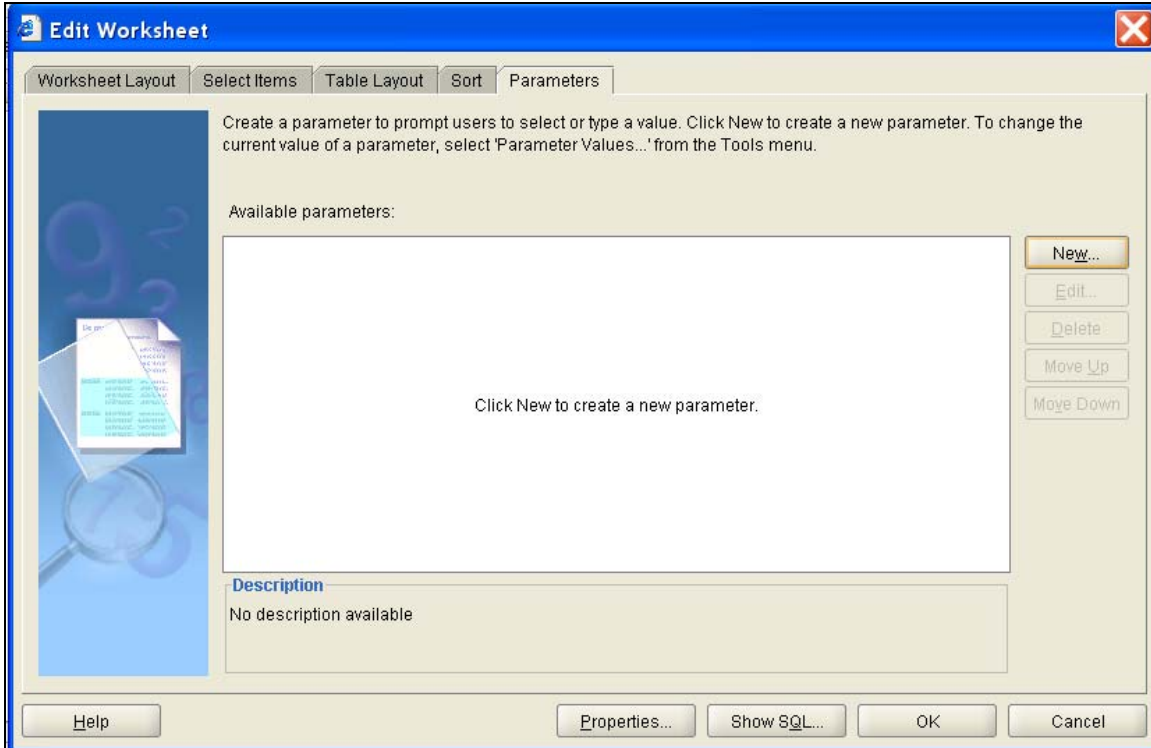 Edit Worksheet
Worksheet Layout
Select Items
Table Layout
Sort
Parameters
Create a parameter to prompt users to select or type a value. Click New to create a new parameter. To change the
current value of a parameter, select 'Parameter Values...' from the Tools menu.
Available parameters:
New...
Edit...
Delete
Move Up
Move Down
Click New to create a new parameter.
Description
No description available
Help
Properties...
Show SQL...
OK
Cancel